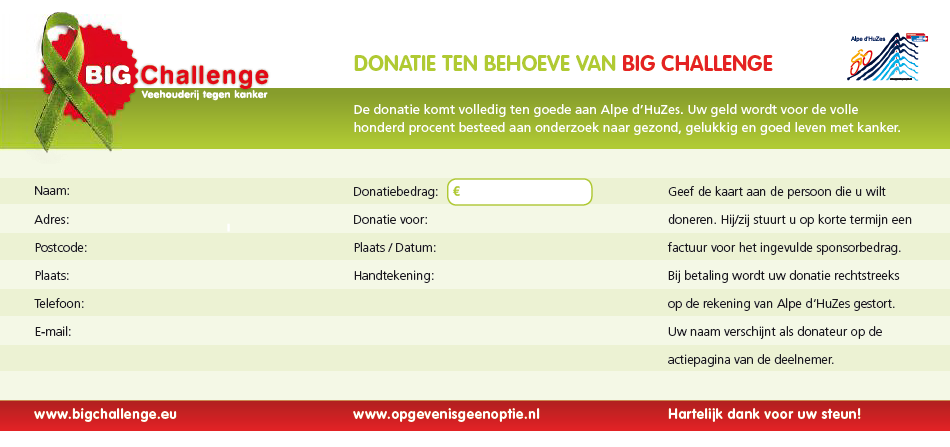 BIG Challenge
Veehouderij tegen kanker
DONATIE TEN BEHOEVE VAN BIG CHALLENGE
Alpe d'HuZes
De donatie komt volledig ten goede aan Alpe d'HuZes. Uw geld wordt voor de volle
honderd procent besteed aan onderzoek naar gezond, gelukkig en goed leven met kanker.
Naam:
Adres:
Postcode:
Plaats:
Telefoon:
E-mail:
Donatiebedrag: €
Donatie voor:
Plaats / Datum:
Handtekening:
Geef de kaart aan de persoon die u wilt
doneren. Hij/zij stuurt u op korte termijn een
factuur voor het ingevulde sponsorbedrag.
Bij betaling wordt uw donatie rechtstreeks
op de rekening van Alpe d'HuZes gestort.
Uw naam verschijnt als donateur op de
actiepagina van de deelnemer.
www.bigchallenge.eu
www.opgevenisgeenoptie.nl
Hartelijk dank voor uw steun!